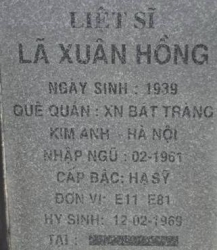 LIỆT SĨ
LÃ XUÂN HỒNG
NGÀY SINH : 1939
QUÊ QUÁN : XN BÁT TRANG
KIM ANH - HÀ NỘI
NHẬP NGŨ : 02-1961
CẤP BẬC: HẠ SỸ
ĐƠN VỊ: E11 E81
HY SINH: 12-02-1969
TẠI :